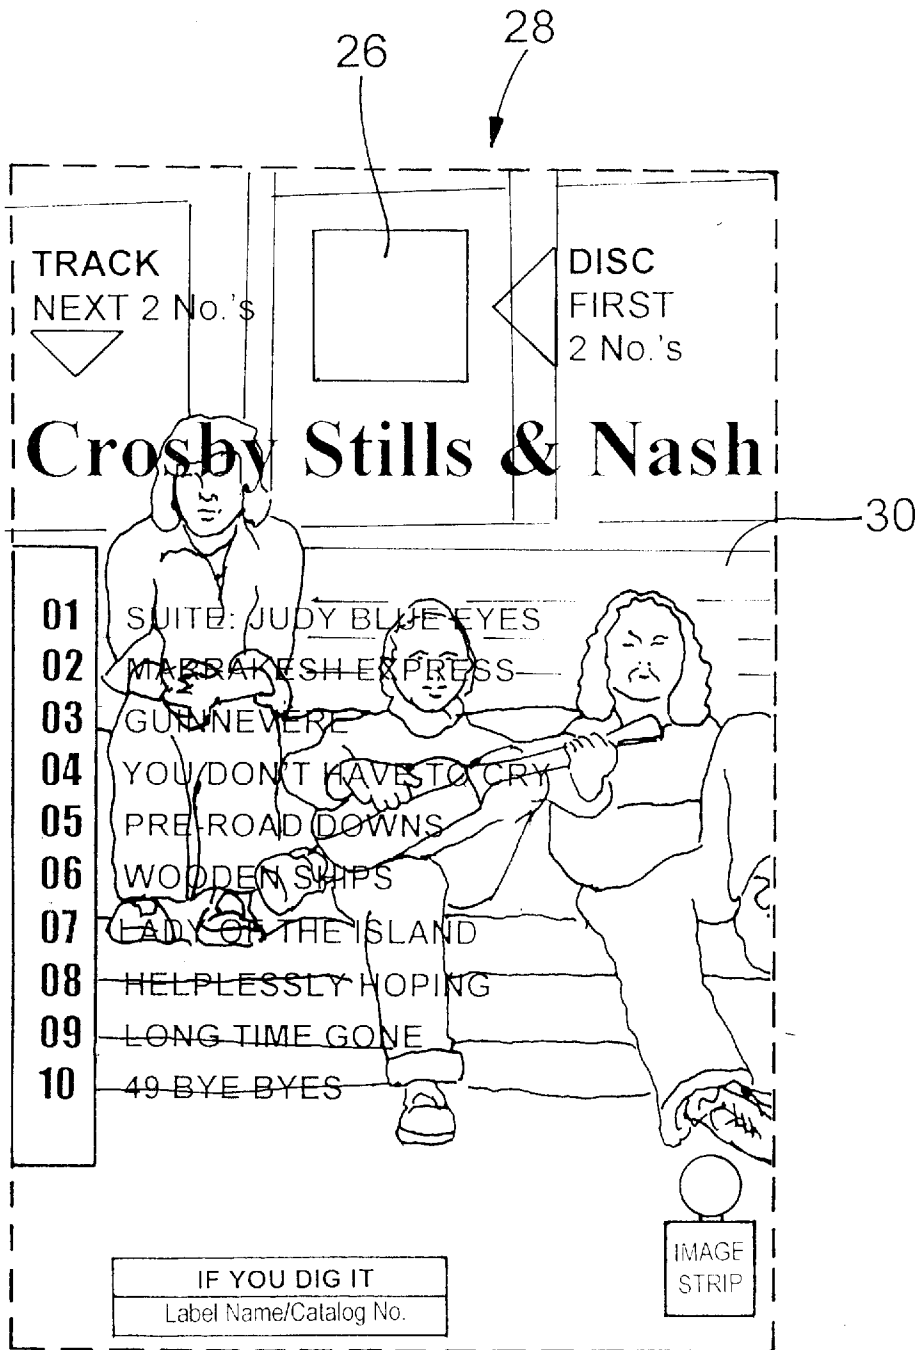 26
28
TRACK
NEXT 2 No.'s
DISC
FIRST
2 No.'s
Crosby Stills & Nash
30
01 SUITE: JUDY BLUE EYES
02 MARRAKESH EXPRESS
03 GUINNEVERE
04 YOU DON'T HAVE TO CRY
05 PRE-ROAD DOWNS
06 WOODEN SHIPS
07 LADY OF THE ISLAND
08 HELPLESSLY HOPING
09 LONG TIME GONE
10 49 BYE BYES
IMAGE
STRIP
IF YOU DIG IT
Label Name/Catalog No.